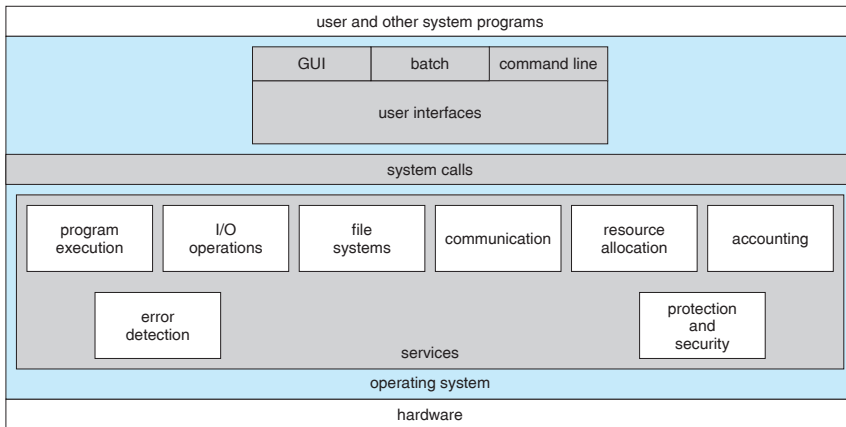 user and other system programs
GUI
batch
command line
user interfaces
system calls
program
execution
I/O
operations
file
systems
communication
resource
allocation
accounting
error
detection
protection
and
security
services
operating system
hardware